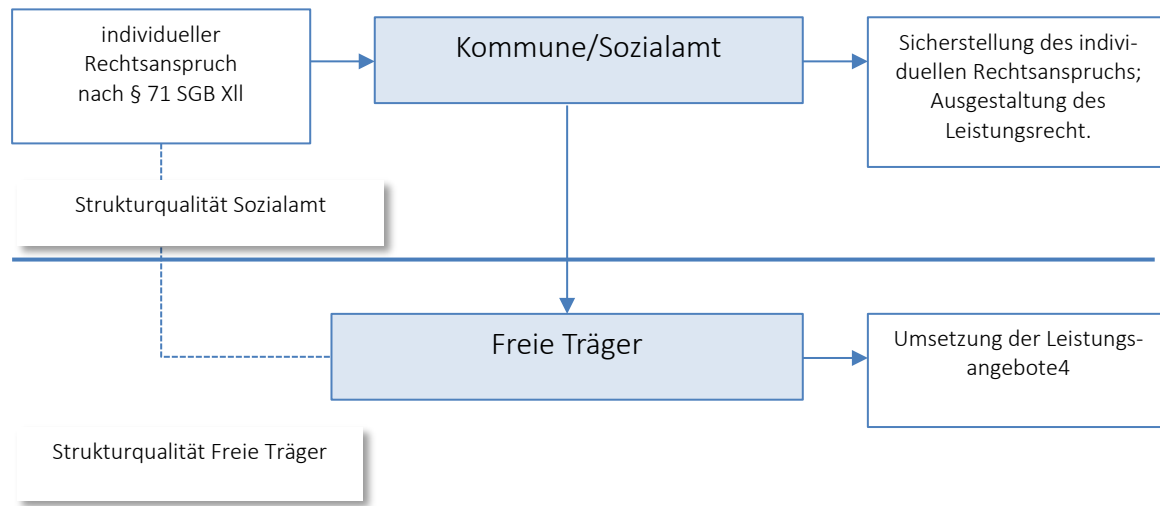 individueller
Rechtsanspruch
nach § 71 SGB Xll
Kommune/Sozialamt
Sicherstellung des indivi-
duellen Rechtsanspruchs;
Ausgestaltung des
Leistungsrecht.
Strukturqualität Sozialamt
Freie Träger
Umsetzung der Leistungs-
angebote4
Strukturqualität Freie Träger